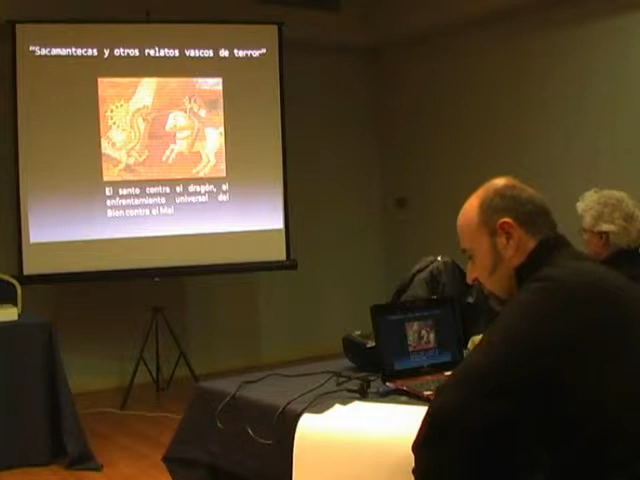 "Sacamantecas y otros relatos vascos de terror"
El santo contra el dragón, el
enfrentamiento universal del
Bien contra el Mal